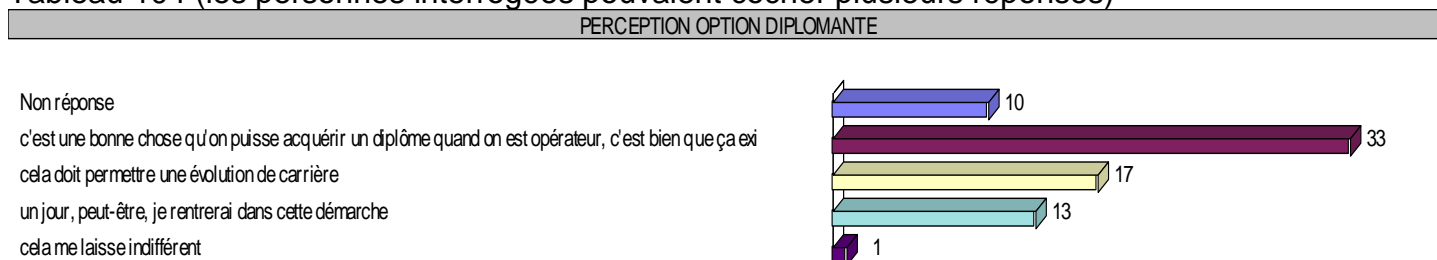 PERCEPTION OPTION DIPLOMANTE
Non réponse 10
c'est une bonne chose qu'on puisse acquérir un diplôme quand on est opérateur, c'est bien que ça exi 33
cela doit permettre une évolution de carrière 17
un jour, peut-être, je rentrerai dans cette démarche 13
cela me laisse indifférent 1